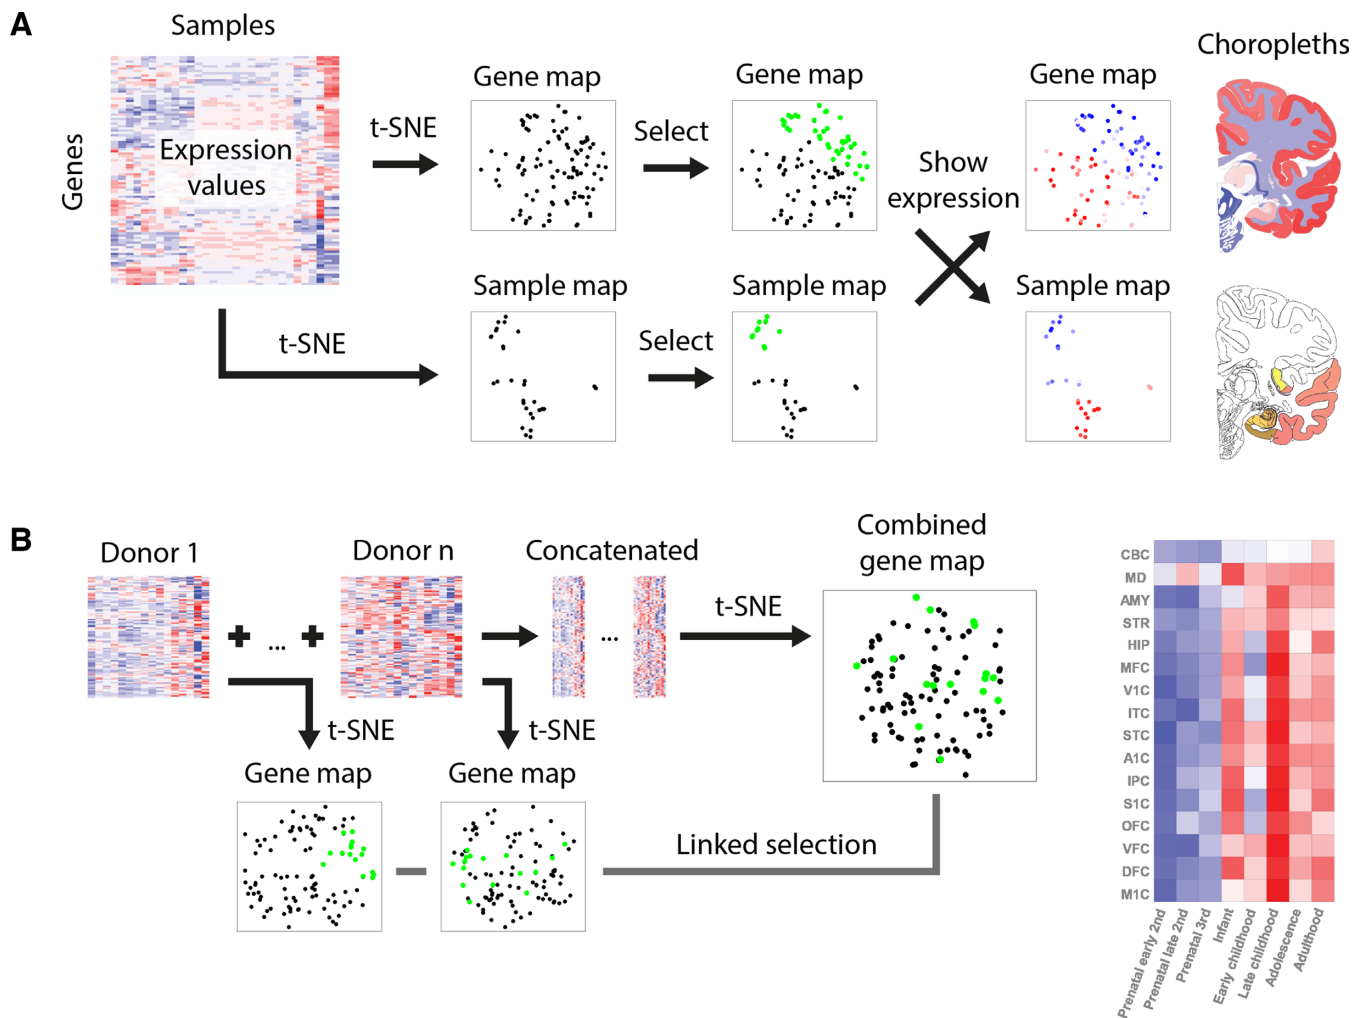 A
Samples
Genes
Expression
values
t-SNE
Gene map
Select
Gene map
Show
expression
Gene map
Choropleths
t-SNE
Sample map
Select
Sample map
Sample map
B
Donor 1
Donor n
Concatenated
Combined
gene map
...
...
t-SNE
t-SNE
t-SNE
Gene map
Gene map
Linked selection
CBC
MD
AMY
STR
HIP
MFC
V1C
ITC
STC
A1C
IPC
S1C
OFC
VFC
DFC
M1C
Prenatal early 2nd
Prenatal late 2nd
Prenatal 3rd
Infant
Early childhood
Late childhood
Adolescence
Adulthood